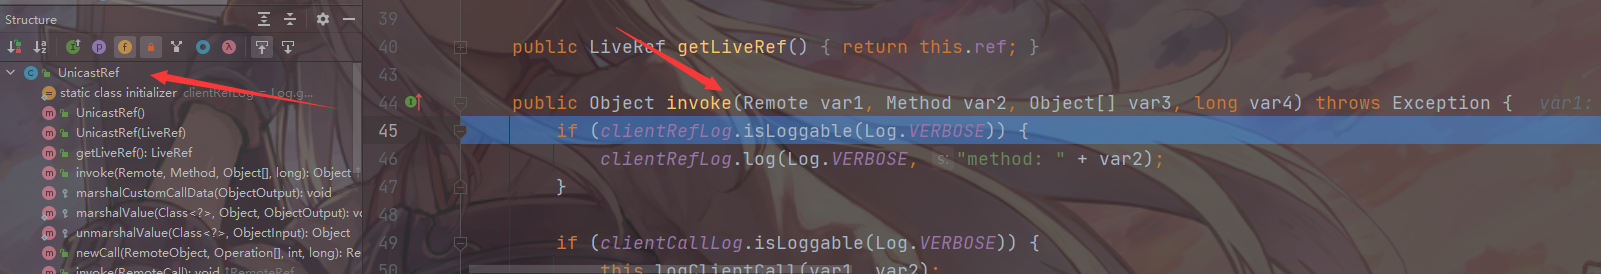 Structure
UnicastRef
static class initializer clientRefLog = Log.g...
UnicastRef()
UnicastRef(LiveRef)
getLiveRef(): LiveRef
invoke(Remote, Method, Object[], long): Object
marshalCustomCallData(ObjectOutput): void
marshalValue(Class<?>, Object, ObjectOutput): vo
unmarshalValue(Class<?>, ObjectInput): Object
newCall(RemoteObject, Operation[], int, long): Re
invoke(RemoteCall): void ↑RemoteRef
39
40 public LiveRef getLiveRef() { return this.ref; }
43
44 public Object invoke(Remote var1, Method var2, Object[] var3, long var4) throws Exception { var1:
45 if (clientRefLog.isLoggable(Log.VERBOSE)) {
46 clientRefLog.log(Log.VERBOSE, s: "method: " + var2);
47 }
48
49 if (clientCallLog.isLoggable(Log.VERBOSE)) {
50 this.logClientCall(var1, var2);